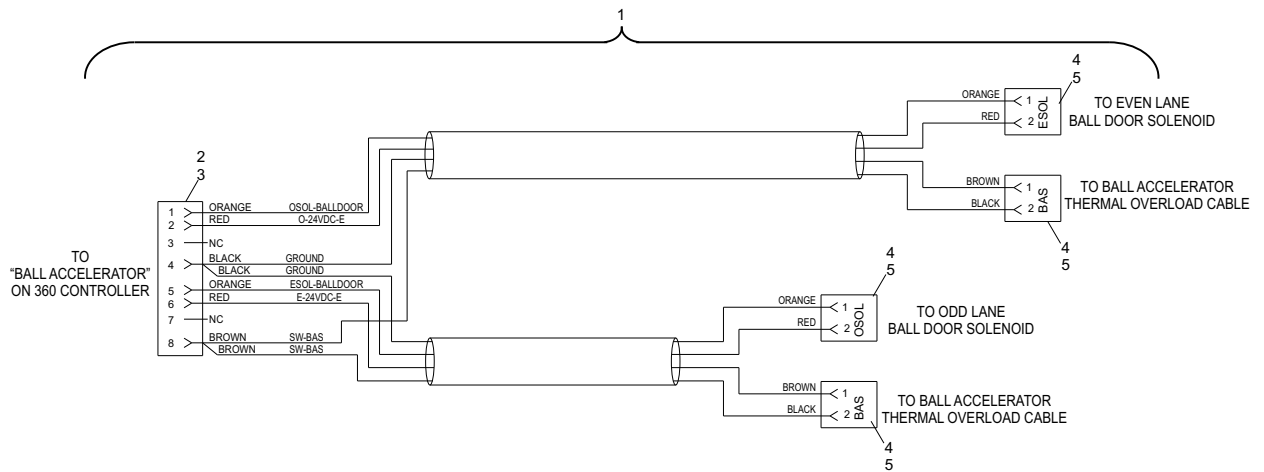 1
4
5
ORANGE
1
RED
2
ESOL
TO EVEN LANE
BALL DOOR SOLENOID
BROWN
1
BLACK
2
BAS
TO BALL ACCELERATOR
THERMAL OVERLOAD CABLE
4
5
2
3
TO
“BALL ACCELERATOR”
ON 360 CONTROLLER
1 ORANGE OSOL-BALLDOOR
2 RED O-24VDC-E
3 NC
4 BLACK GROUND
BLACK GROUND
5 ORANGE ESOL-BALLDOOR
6 RED E-24VDC-E
7 NC
8 BROWN SW-BAS
BROWN SW-BAS
4
5
ORANGE
1
RED
2
OSOL
TO ODD LANE
BALL DOOR SOLENOID
BROWN
1
BLACK
2
BAS
TO BALL ACCELERATOR
THERMAL OVERLOAD CABLE
4
5